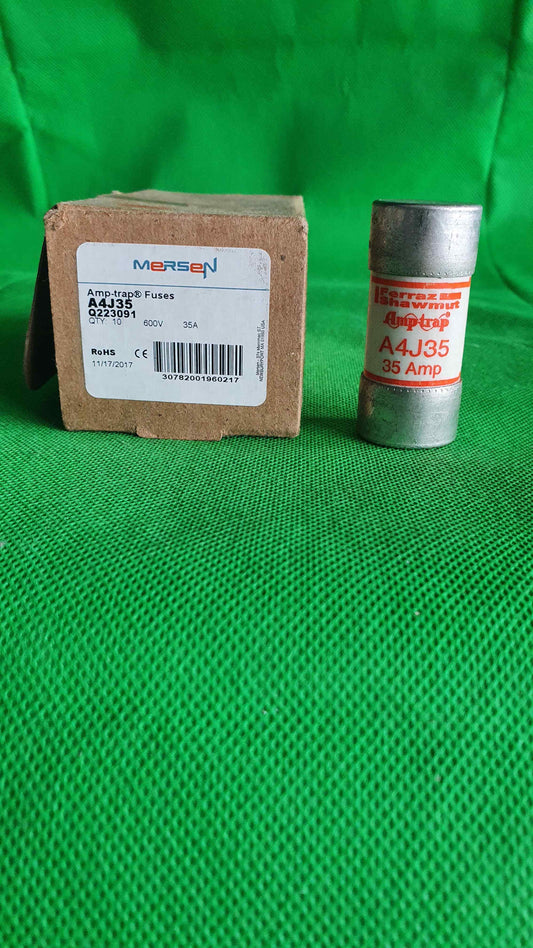 MERSEN
Amp-trap® Fuses
A4J35
Q223091
QTY: 10 600V 35A
RoHS CE
11/17/2017
30782001960217
Ferraz
Shawmut
Amp-trap
A4J35
35 Amp